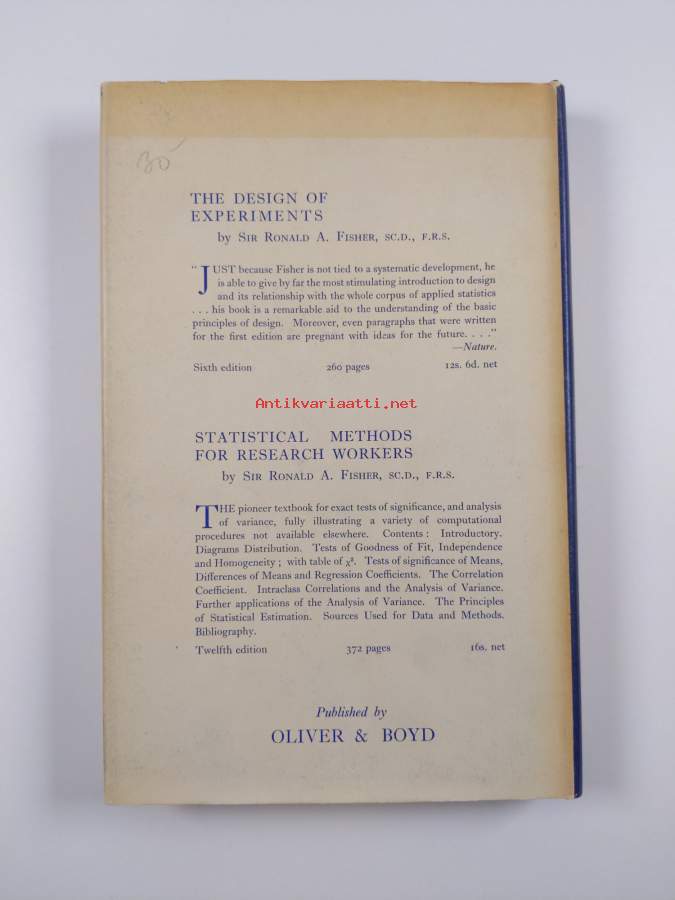 30
THE DESIGN OF
EXPERIMENTS
by SIR RONALD A. FISHER, SC.D., F.R.S.
"JUST because Fisher is not tied to a systematic development, he
is able to give by far the most stimulating introduction to design
and its relationship with the whole corpus of applied statistics
. . . his book is a remarkable aid to the understanding of the basic
principles of design. Moreover, even paragraphs that were written
for the first edition are pregnant with ideas for the future. . . ."
—Nature.
Sixth edition 260 pages 12s. 6d. net
Antikvariaatti.net
STATISTICAL METHODS
FOR RESEARCH WORKERS
by SIR RONALD A. FISHER, SC.D., F.R.S.
THE pioneer textbook for exact tests of significance, and analysis
of variance, fully illustrating a variety of computational
procedures not available elsewhere. Contents: Introductory.
Diagrams Distribution. Tests of Goodness of Fit, Independence
and Homogeneity; with table of χ². Tests of significance of Means,
Differences of Means and Regression Coefficients. The Correlation
Coefficient. Intraclass Correlations and the Analysis of Variance.
Further applications of the Analysis of Variance. The Principles
of Statistical Estimation. Sources Used for Data and Methods.
Bibliography.
Twelfth edition 372 pages 16s. net
Published by
OLIVER & BOYD